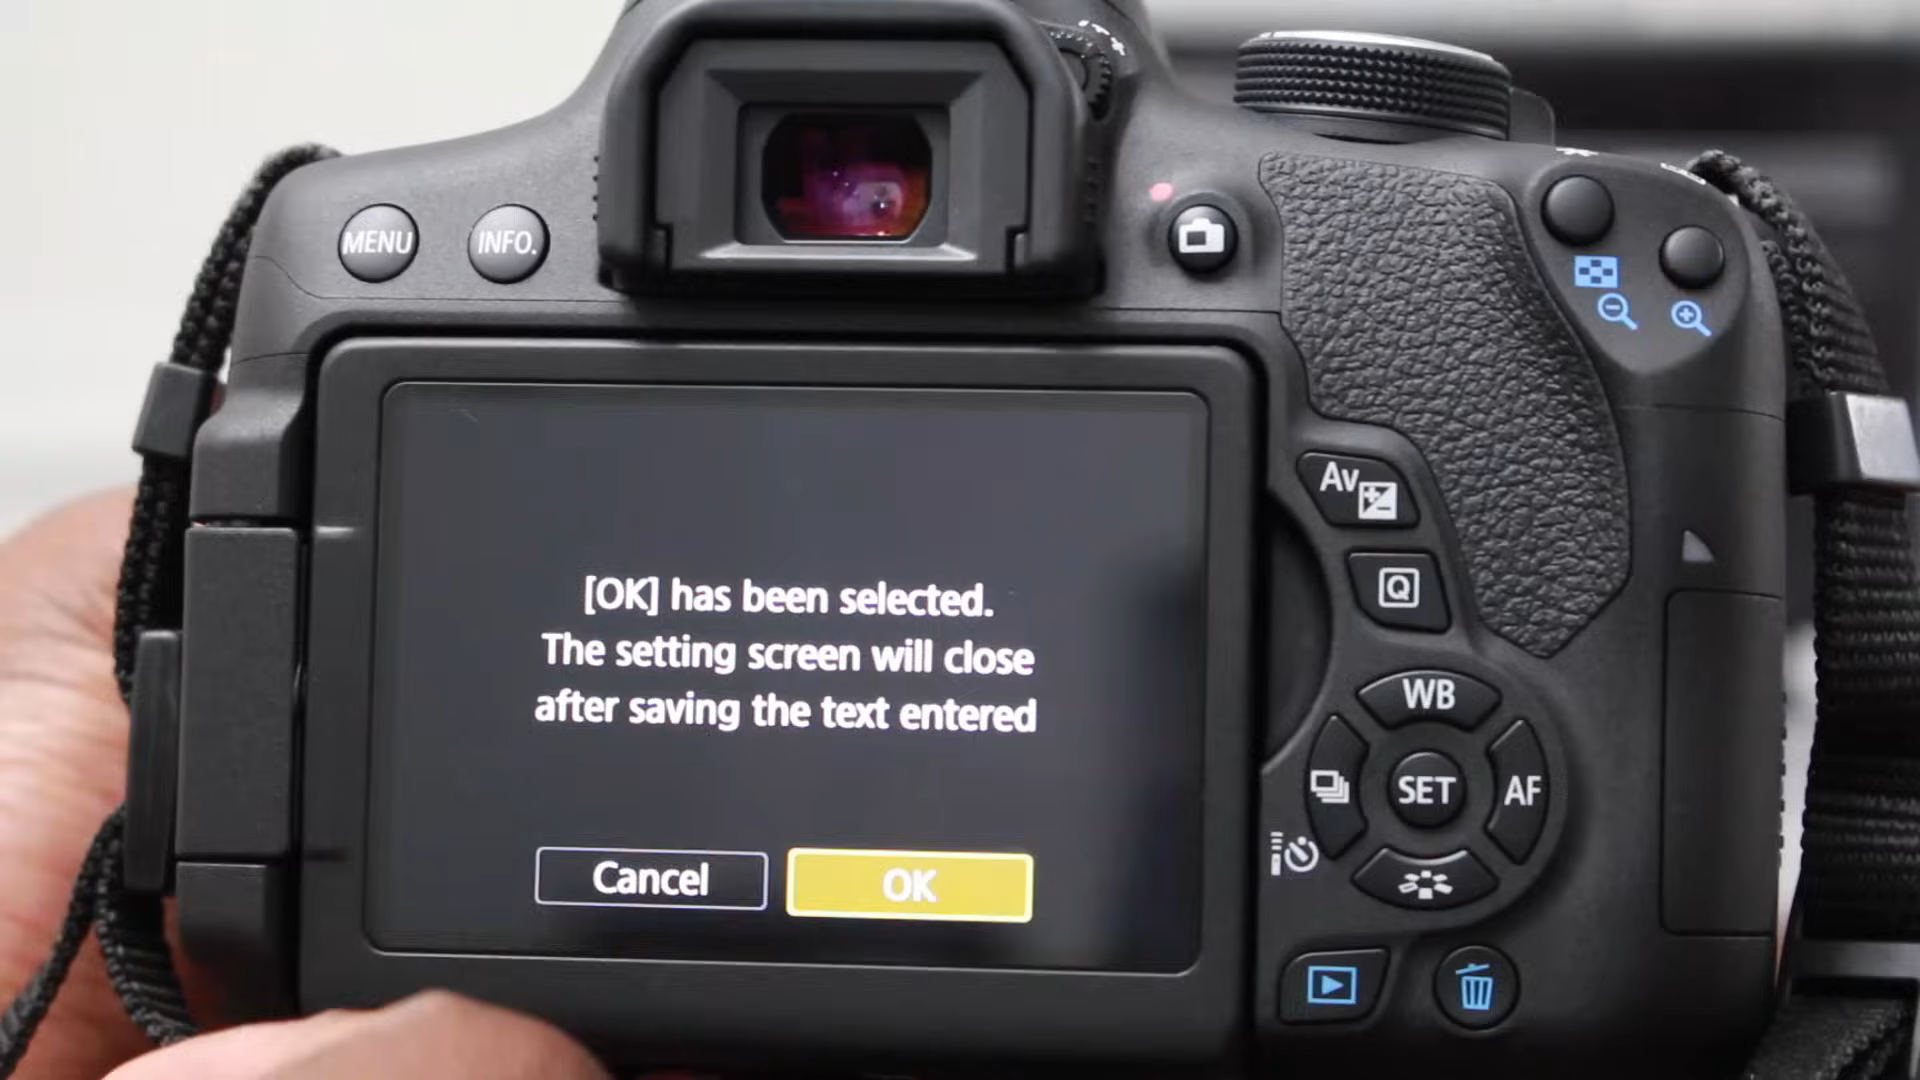 MENU
INFO.
[OK] has been selected.
The setting screen will close
after saving the text entered
Cancel
OK
Av
Q
WB
SET
AF